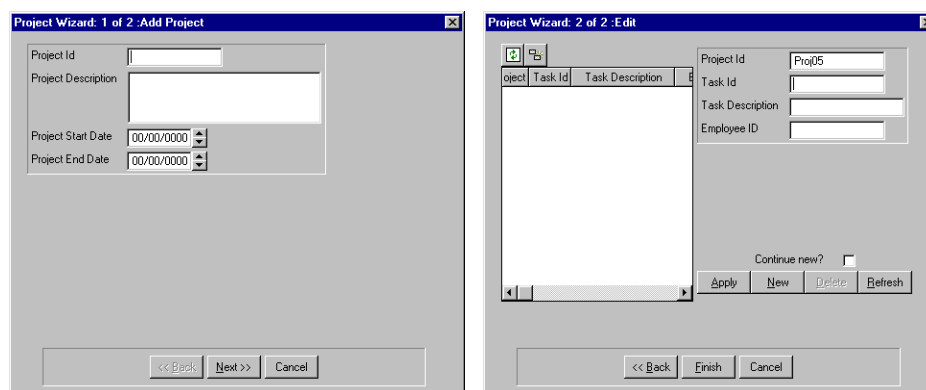 Project Wizard: 1 of 2 :Add Project
Project Id
Project Description
Project Start Date 00/00/0000
Project End Date 00/00/0000
<< Back Next >> Cancel
Project Wizard: 2 of 2 :Edit
oject Task Id Task Description E
Project Id Proj05
Task Id
Task Description
Employee ID
Continue new?
Apply New Delete Refresh
<< Back Finish Cancel